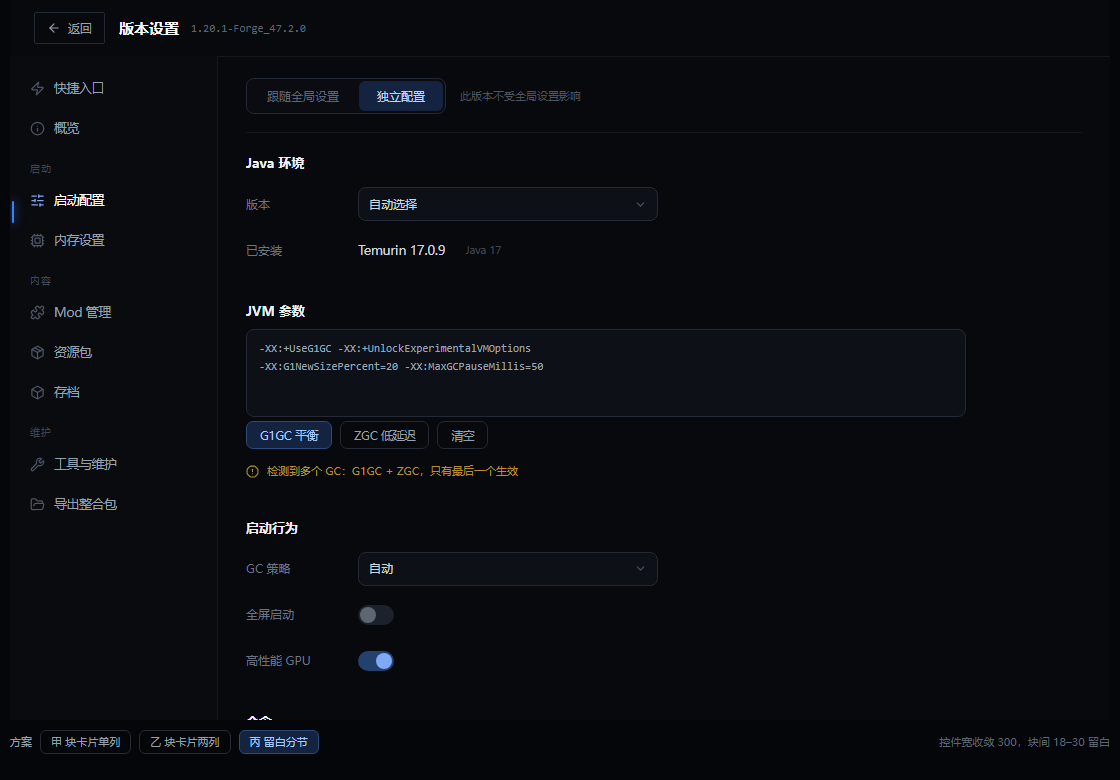 返回
版本设置
1.20.1-Forge_47.2.0
快捷入口
概览
启动
启动配置
内存设置
内容
Mod 管理
资源包
存档
维护
工具与维护
导出整合包
跟随全局设置
独立配置
此版本不受全局设置影响
Java 环境
版本
自动选择
已安装
Temurin 17.0.9
Java 17
JVM 参数
-XX:+UseG1GC -XX:+UnlockExperimentalVMOptions
-XX:G1NewSizePercent=20 -XX:MaxGCPauseMillis=50
G1GC 平衡
ZGC 低延迟
清空
检测到多个 GC：G1GC + ZGC，只有最后一个生效
启动行为
GC 策略
自动
全屏启动
高性能 GPU
方案
甲 块卡片单列
乙 块卡片两列
丙 留白分节
控件宽收敛 300，块间 18–30 留白